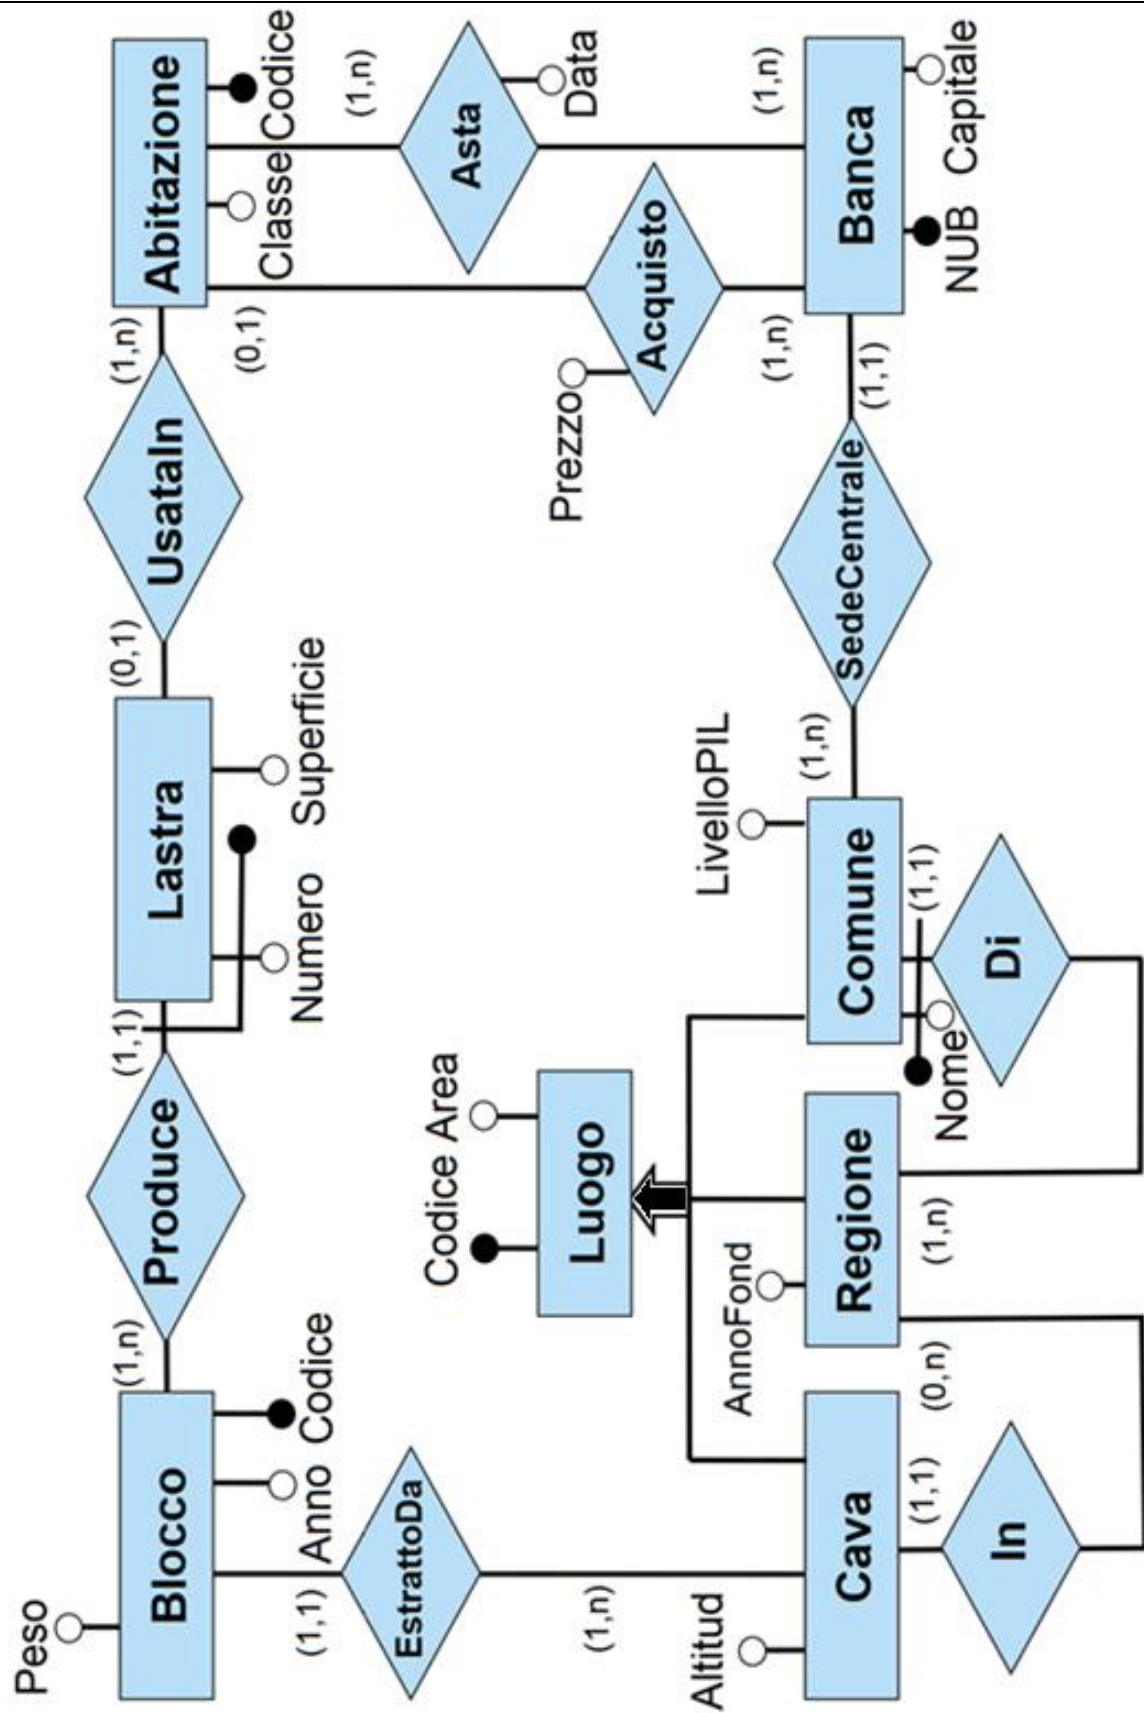 Peso
Blocco
Anno
Codice
(1,n)
Produce
(1,1)
Lastra
Numero
Superficie
(0,1)
UsataIn
(1,n)
Abitazione
Classe
Codice
(0,1)
(1,n)
Asta
Data
Prezzo
Acquisto
(1,n)
(1,n)
Banca
NUB
Capitale
(1,1)
SedeCentrale
(1,n)
LivelloPIL
Comune
(1,1)
Nome
Di
Codice
Area
Luogo
AnnoFond
Regione
(1,n)
(0,n)
(1,1)
EstrattoDa
(1,n)
Altitud
Cava
(1,1)
In